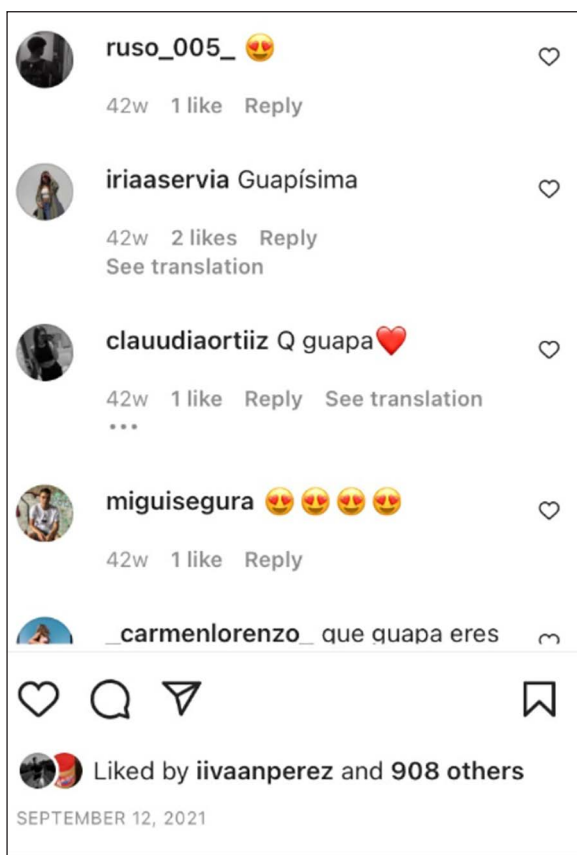 ruso_005_ 😍
42w 1 like Reply
iriaaservia Guapísima
42w 2 likes Reply
See translation
clauudiaortiiz Q guapa❤️
42w 1 like Reply See translation
•••
miguisegura 😍😍😍😍
42w 1 like Reply
_carmenlorenzo_ que guapa eres
Liked by iivaanperez and 908 others
SEPTEMBER 12, 2021